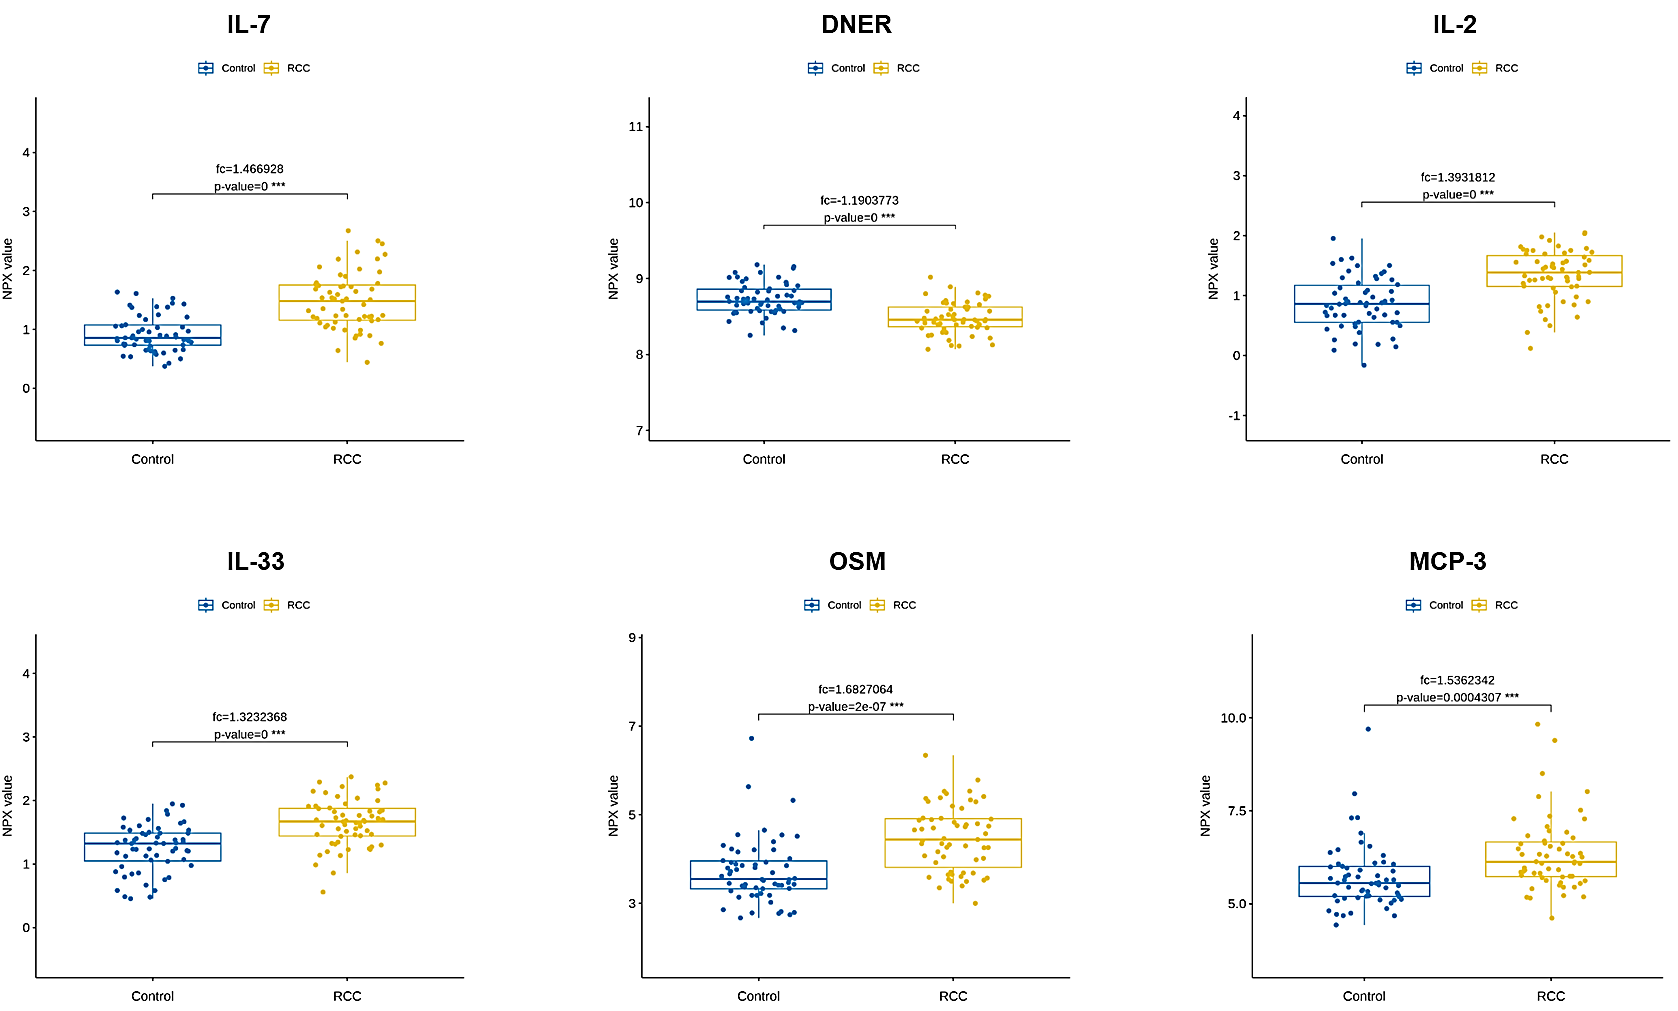 IL-7
Control RCC
4
3
2
1
0
NPX value
fc=1.466928
p-value=0 ***
Control RCC
DNER
Control RCC
11
10
9
8
7
NPX value
fc=-1.1903773
p-value=0 ***
Control RCC
IL-2
Control RCC
4
3
2
1
0
-1
NPX value
fc=1.3931812
p-value=0 ***
Control RCC
IL-33
Control RCC
4
3
2
1
0
NPX value
fc=1.3232368
p-value=0 ***
Control RCC
OSM
Control RCC
9
7
5
3
NPX value
fc=1.6827064
p-value=2e-07 ***
Control RCC
MCP-3
Control RCC
10.0
7.5
5.0
NPX value
fc=1.5362342
p-value=0.0004307 ***
Control RCC